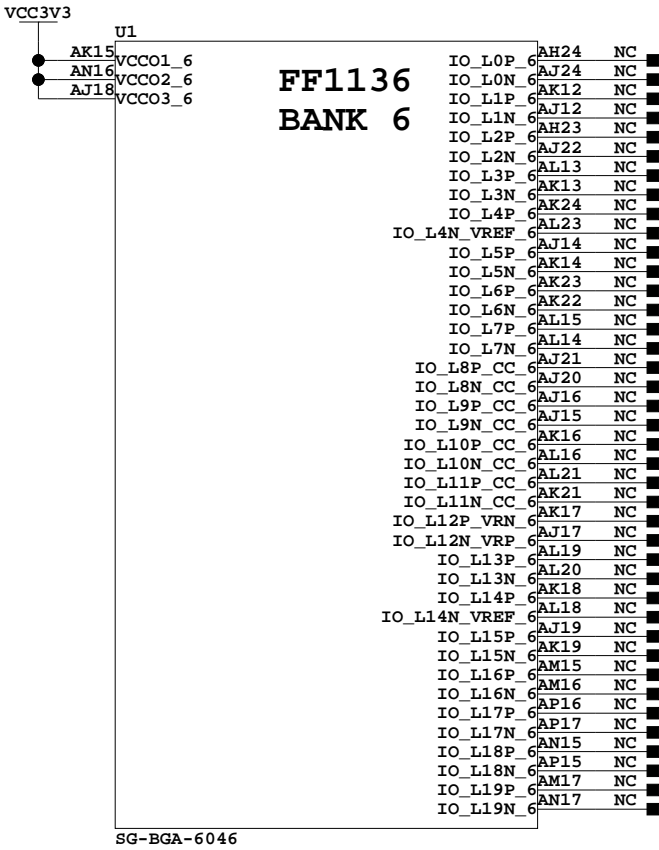 VCC3V3
U1
FF1136
BANK 6
AK15 VCCO1_6
AN16 VCCO2_6
AJ18 VCCO3_6
IO_L0P_6 AH24 NC
IO_L0N_6 AJ24 NC
IO_L1P_6 AK12 NC
IO_L1N_6 AJ12 NC
IO_L2P_6 AH23 NC
IO_L2N_6 AJ22 NC
IO_L3P_6 AL13 NC
IO_L3N_6 AK13 NC
IO_L4P_6 AK24 NC
IO_L4N_VREF_6 AL23 NC
IO_L5P_6 AJ14 NC
IO_L5N_6 AK14 NC
IO_L6P_6 AK23 NC
IO_L6N_6 AK22 NC
IO_L7P_6 AL15 NC
IO_L7N_6 AL14 NC
IO_L8P_CC_6 AJ21 NC
IO_L8N_CC_6 AJ20 NC
IO_L9P_CC_6 AJ16 NC
IO_L9N_CC_6 AJ15 NC
IO_L10P_CC_6 AK16 NC
IO_L10N_CC_6 AL16 NC
IO_L11P_CC_6 AL21 NC
IO_L11N_CC_6 AK21 NC
IO_L12P_VRN_6 AK17 NC
IO_L12N_VRP_6 AJ17 NC
IO_L13P_6 AL19 NC
IO_L13N_6 AL20 NC
IO_L14P_6 AK18 NC
IO_L14N_VREF_6 AL18 NC
IO_L15P_6 AJ19 NC
IO_L15N_6 AK19 NC
IO_L16P_6 AM15 NC
IO_L16N_6 AM16 NC
IO_L17P_6 AP16 NC
IO_L17N_6 AP17 NC
IO_L18P_6 AN15 NC
IO_L18N_6 AP15 NC
IO_L19P_6 AM17 NC
IO_L19N_6 AN17 NC
SG-BGA-6046